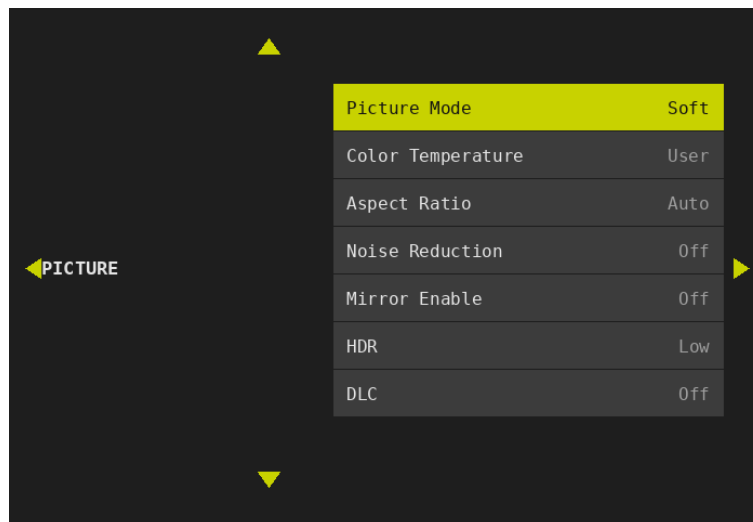 PICTURE
Picture Mode Soft
Color Temperature User
Aspect Ratio Auto
Noise Reduction Off
Mirror Enable Off
HDR Low
DLC Off